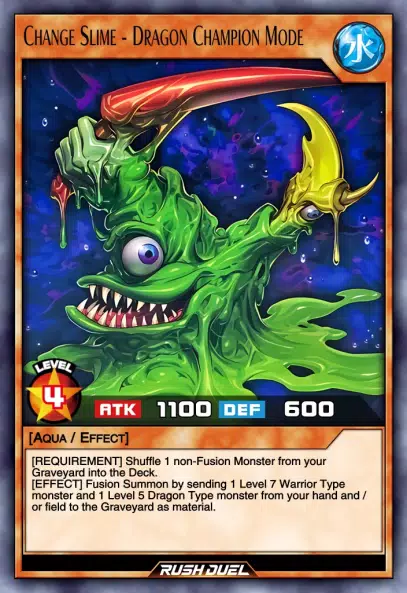 Change Slime - Dragon Champion Mode
水
LEVEL
4
ATK 1100 DEF 600
[Aqua / Effect]
[REQUIREMENT] Shuffle 1 non-Fusion Monster from your
Graveyard into the Deck.
[EFFECT] Fusion Summon by sending 1 Level 7 Warrior Type
monster and 1 Level 5 Dragon Type monster from your hand and /
or field to the Graveyard as material.
RUSH DUEL